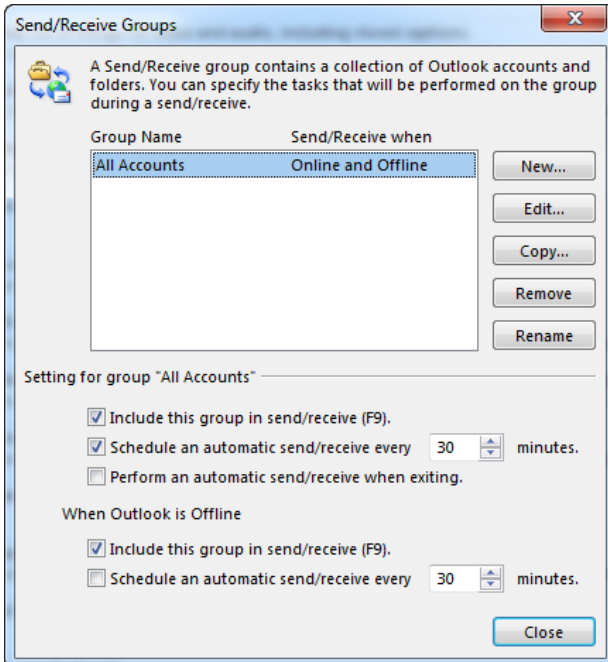 Send/Receive Groups
A Send/Receive group contains a collection of Outlook accounts and
folders. You can specify the tasks that will be performed on the group
during a send/receive.
Group Name Send/Receive when
All Accounts Online and Offline
New...
Edit...
Copy...
Remove
Rename
Setting for group "All Accounts"
Include this group in send/receive (F9).
Schedule an automatic send/receive every 30 minutes.
Perform an automatic send/receive when exiting.
When Outlook is Offline
Include this group in send/receive (F9).
Schedule an automatic send/receive every 30 minutes.
Close